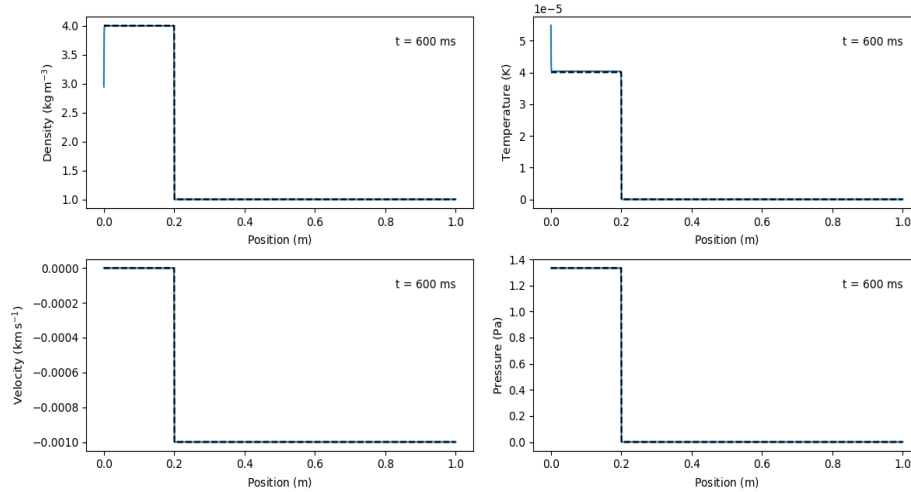 4.0
3.5
3.0
2.5
2.0
1.5
1.0
Density (kg m⁻³)
t = 600 ms
0.0 0.2 0.4 0.6 0.8 1.0
Position (m)
1e−5
5
4
3
2
1
0
Temperature (K)
t = 600 ms
0.0 0.2 0.4 0.6 0.8 1.0
Position (m)
0.0000
−0.0002
−0.0004
−0.0006
−0.0008
−0.0010
Velocity (km s⁻¹)
t = 600 ms
0.0 0.2 0.4 0.6 0.8 1.0
Position (m)
1.4
1.2
1.0
0.8
0.6
0.4
0.2
0.0
Pressure (Pa)
t = 600 ms
0.0 0.2 0.4 0.6 0.8 1.0
Position (m)